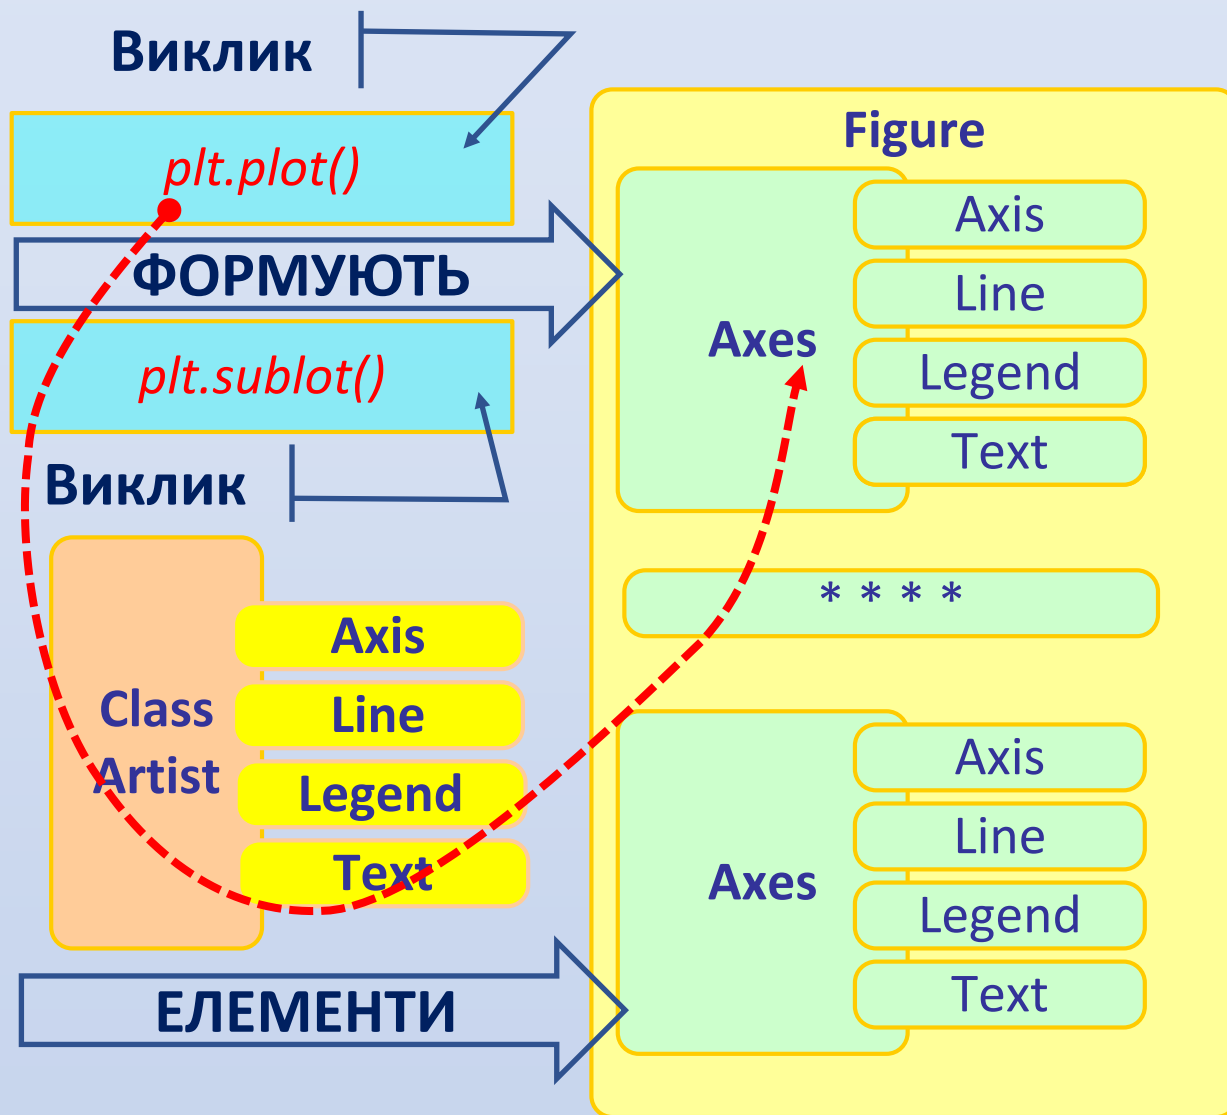 Виклик
plt.plot()
ФОРМУЮТЬ
plt.sublot()
Виклик
Class
Artist
Axis
Line
Legend
Text
ЕЛЕМЕНТИ
Figure
Axes
Axis
Line
Legend
Text
* * * *
Axes
Axis
Line
Legend
Text